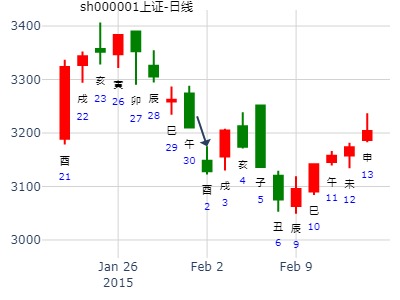 sh000001上证-日线
3400
3300
3200
3100
3000
酉
21
戌
22
亥
23
寅
26
卯
27
辰
28
巳
29
午
30
酉
2
戌
3
亥
4
子
5
丑
6
辰
9
巳
10
午
11
未
12
申
13
Jan 26
2015
Feb 2
Feb 9